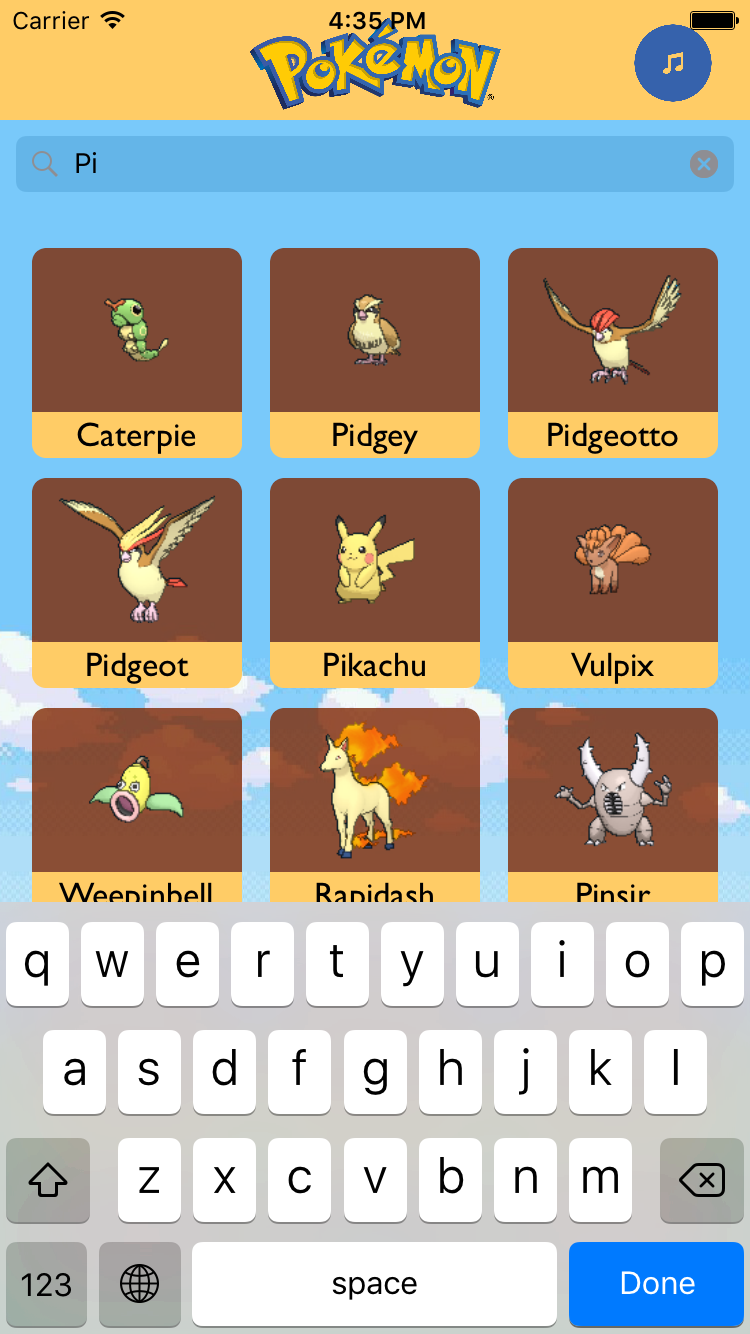 Carrier 4:35 PM
POKéMON
Pi
Caterpie Pidgey Pidgeotto
Pidgeot Pikachu Vulpix
Weepinbell Rapidash Pinsir
q w e r t y u i o p
a s d f g h j k l
z x c v b n m
123 space Done